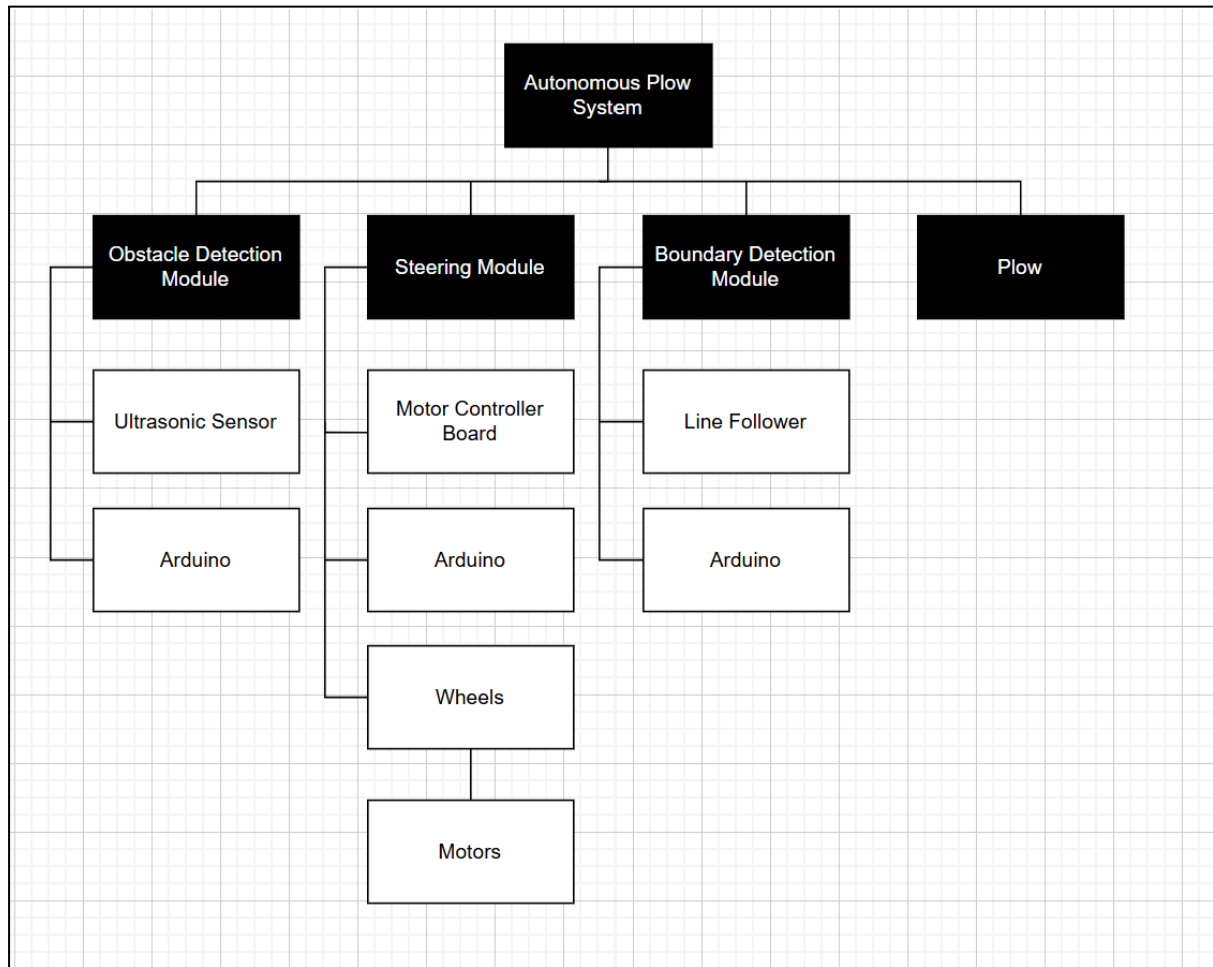 Autonomous Plow
System
Obstacle Detection
Module
Steering Module
Boundary Detection
Module
Plow
Ultrasonic Sensor
Motor Controller
Board
Line Follower
Arduino
Arduino
Arduino
Wheels
Motors